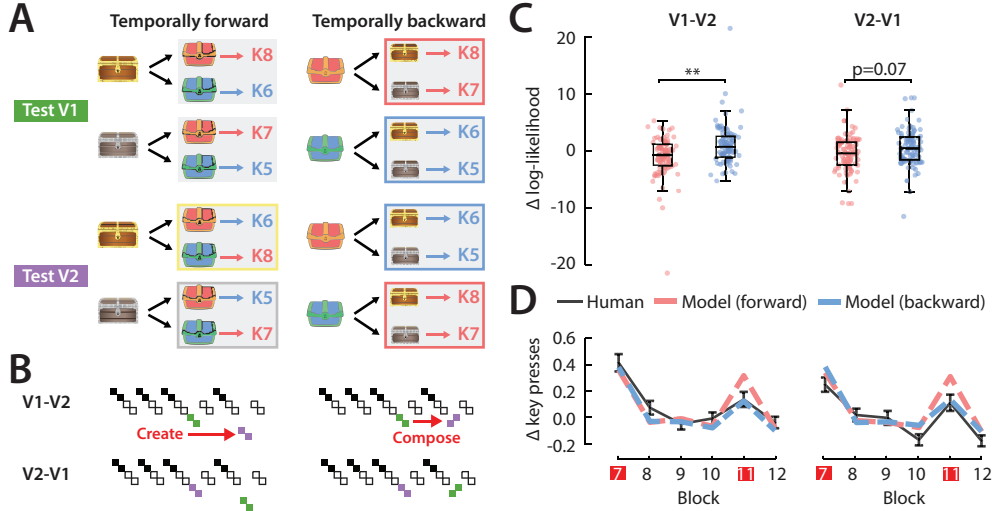 A
Temporally forward
Temporally backward
Test V1
K8
K6
K7
K5
K8
K7
K6
K5
Test V2
K6
K8
K5
K7
K6
K5
K8
K7
B
V1-V2
Create
Compose
V2-V1
C
V1-V2
V2-V1
Δ log-likelihood
20
10
0
-10
-20
**
p=0.07
D
Human
Model (forward)
Model (backward)
Δ key presses
0.6
0.4
0.2
0.0
-0.2
7 8 9 10 11 12
7 8 9 10 11 12
Block
Block